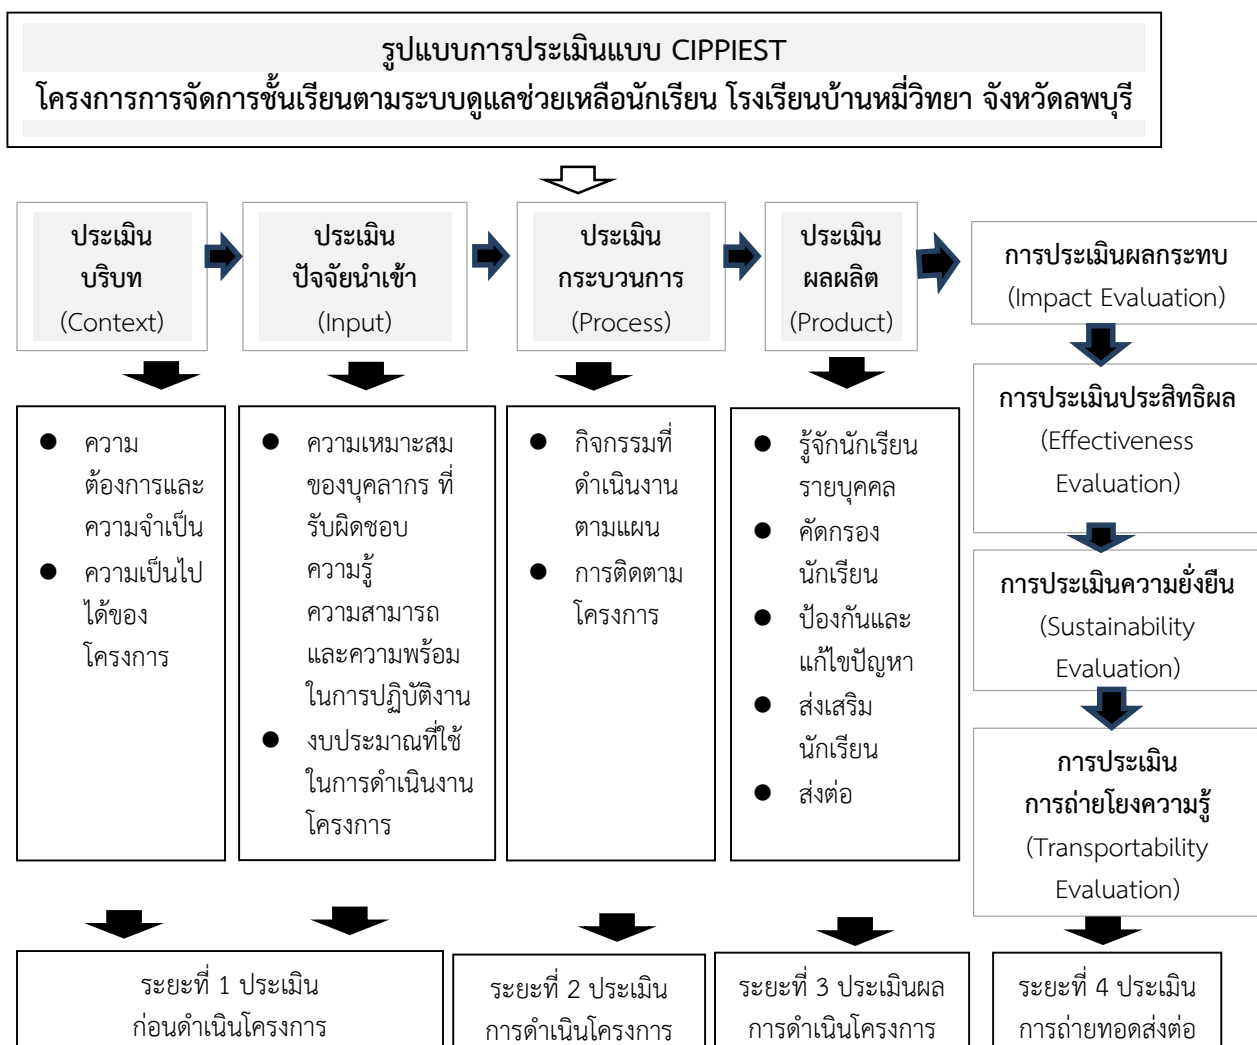 รูปแบบการประเมินแบบ CIPPIEST
โครงการการจัดการชั้นเรียนตามระบบดูแลช่วยเหลือนักเรียน โรงเรียนบ้านหมี่วิทยา จังหวัดลพบุรี
ประเมิน
บริบท
(Context)
ประเมิน
ปัจจัยนำเข้า
(Input)
ประเมิน
กระบวนการ
(Process)
ประเมิน
ผลผลิต
(Product)
การประเมินผลกระทบ
(Impact Evaluation)
การประเมินประสิทธิผล
(Effectiveness
Evaluation)
การประเมินความยั่งยืน
(Sustainability
Evaluation)
การประเมิน
การถ่ายโยงความรู้
(Transportability
Evaluation)
● ความ
ต้องการและ
ความจำเป็น
● ความเป็นไป
ได้ของ
โครงการ
● ความเหมาะสม
ของบุคลากร ที่
รับผิดชอบ
ความรู้
ความสามารถ
และความพร้อม
ในการปฏิบัติงาน
● งบประมาณที่ใช้
ในการดำเนินงาน
โครงการ
● กิจกรรมที่
ดำเนินงาน
ตามแผน
● การติดตาม
โครงการ
● รู้จักนักเรียน
รายบุคคล
● คัดกรอง
นักเรียน
● ป้องกันและ
แก้ไขปัญหา
● ส่งเสริม
นักเรียน
● ส่งต่อ
ระยะที่ 1 ประเมิน
ก่อนดำเนินโครงการ
ระยะที่ 2 ประเมิน
การดำเนินโครงการ
ระยะที่ 3 ประเมินผล
การดำเนินโครงการ
ระยะที่ 4 ประเมิน
การถ่ายทอดส่งต่อ